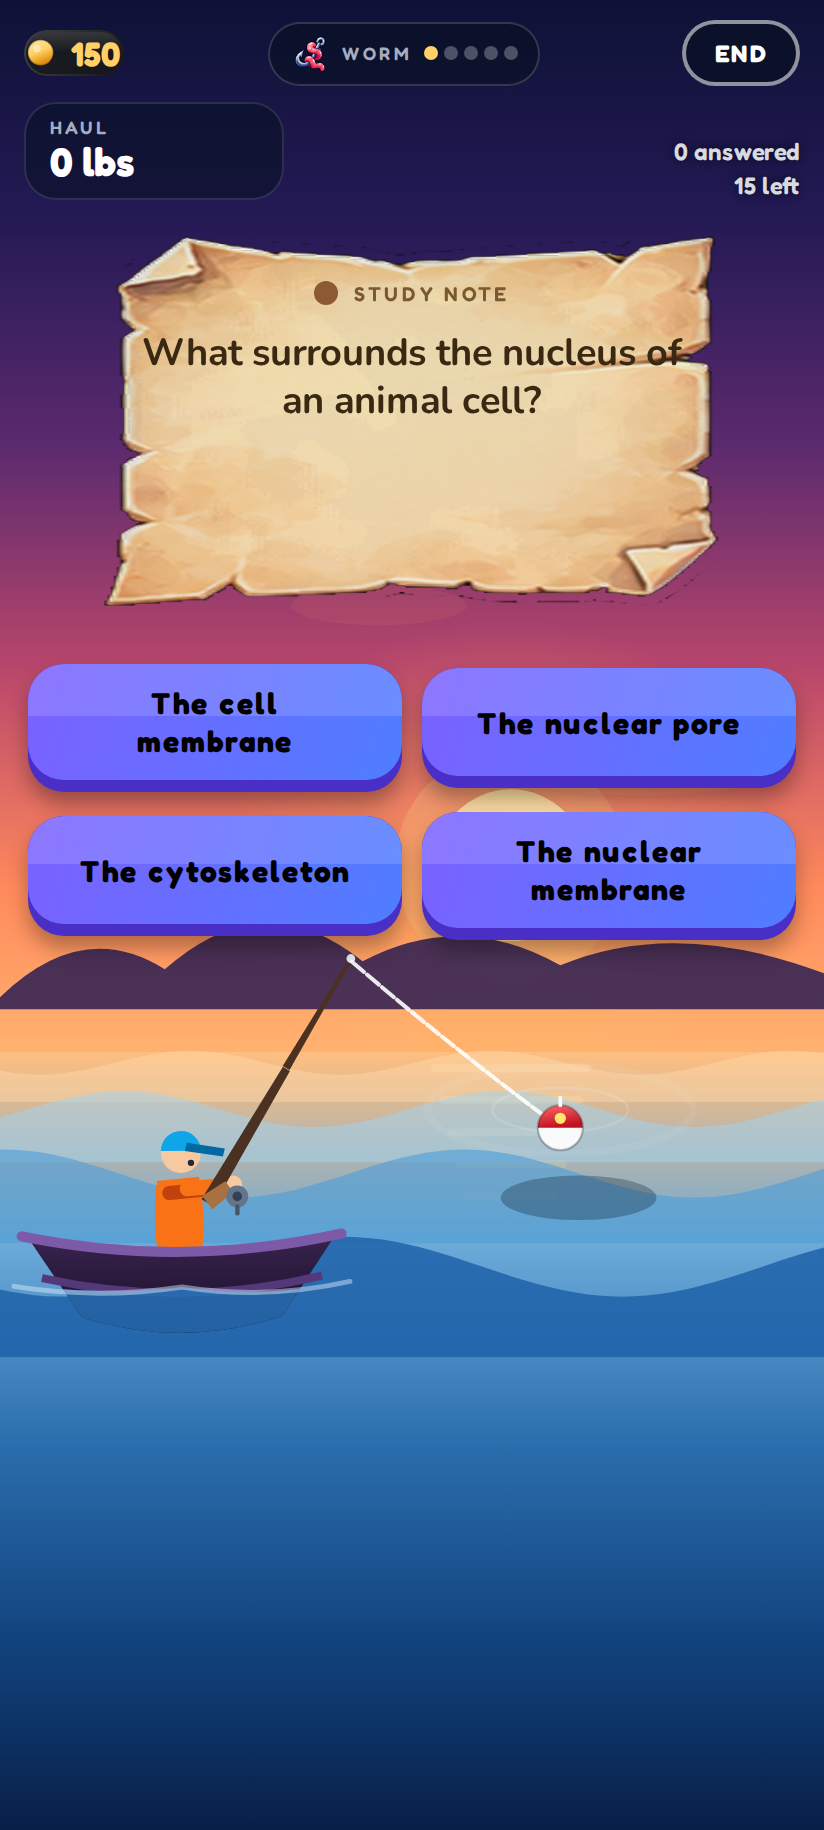 150
WORM
END
HAUL
0 lbs
0 answered
15 left
STUDY NOTE
What surrounds the nucleus of
an animal cell?
The cell
membrane
The nuclear pore
The cytoskeleton
The nuclear
membrane